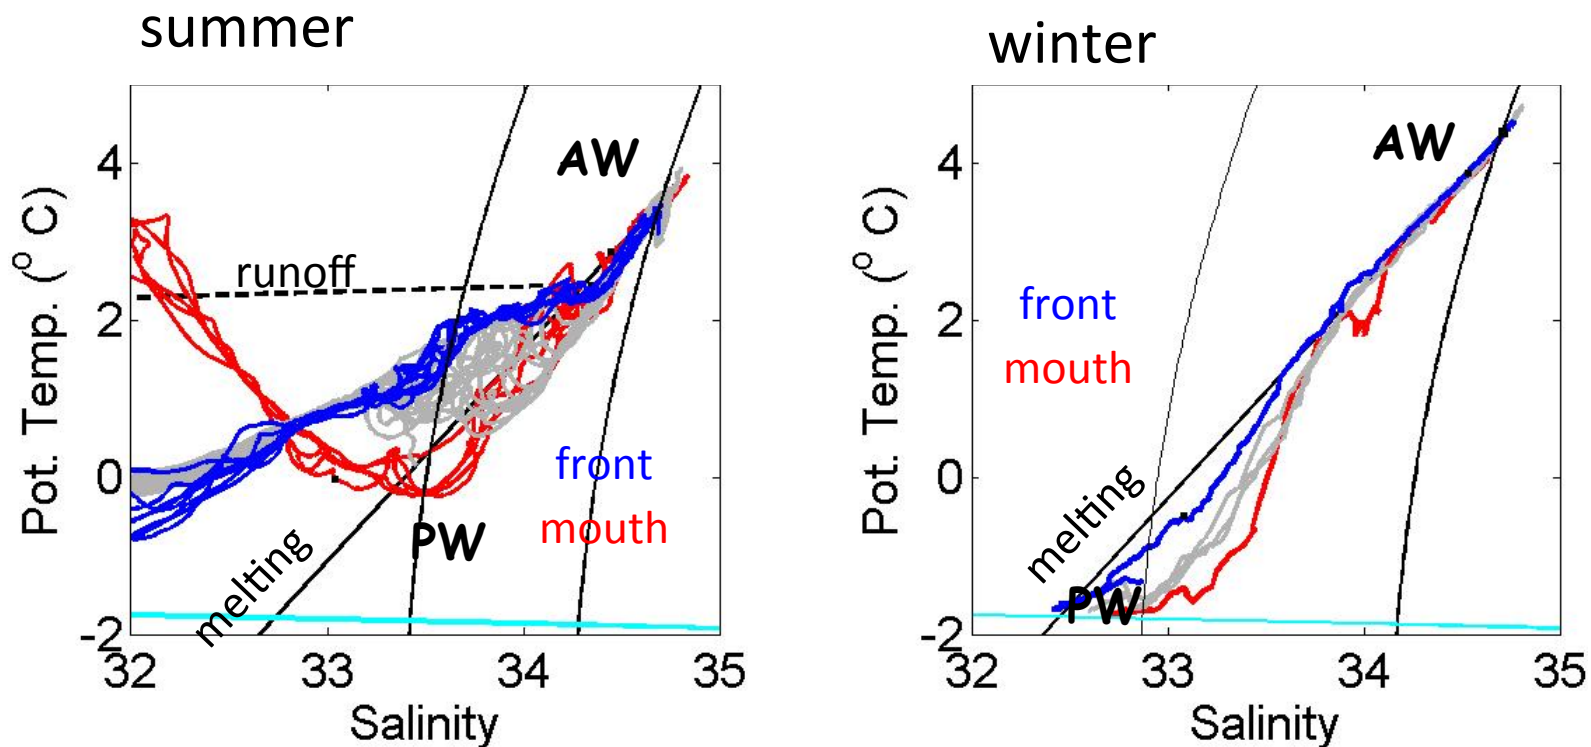 summer
Pot. Temp. (° C)
4
2
0
-2
32
33
34
35
Salinity
AW
runoff
front
mouth
PW
melting
winter
Pot. Temp. (° C)
4
2
0
-2
32
33
34
35
Salinity
AW
front
mouth
melting
PW